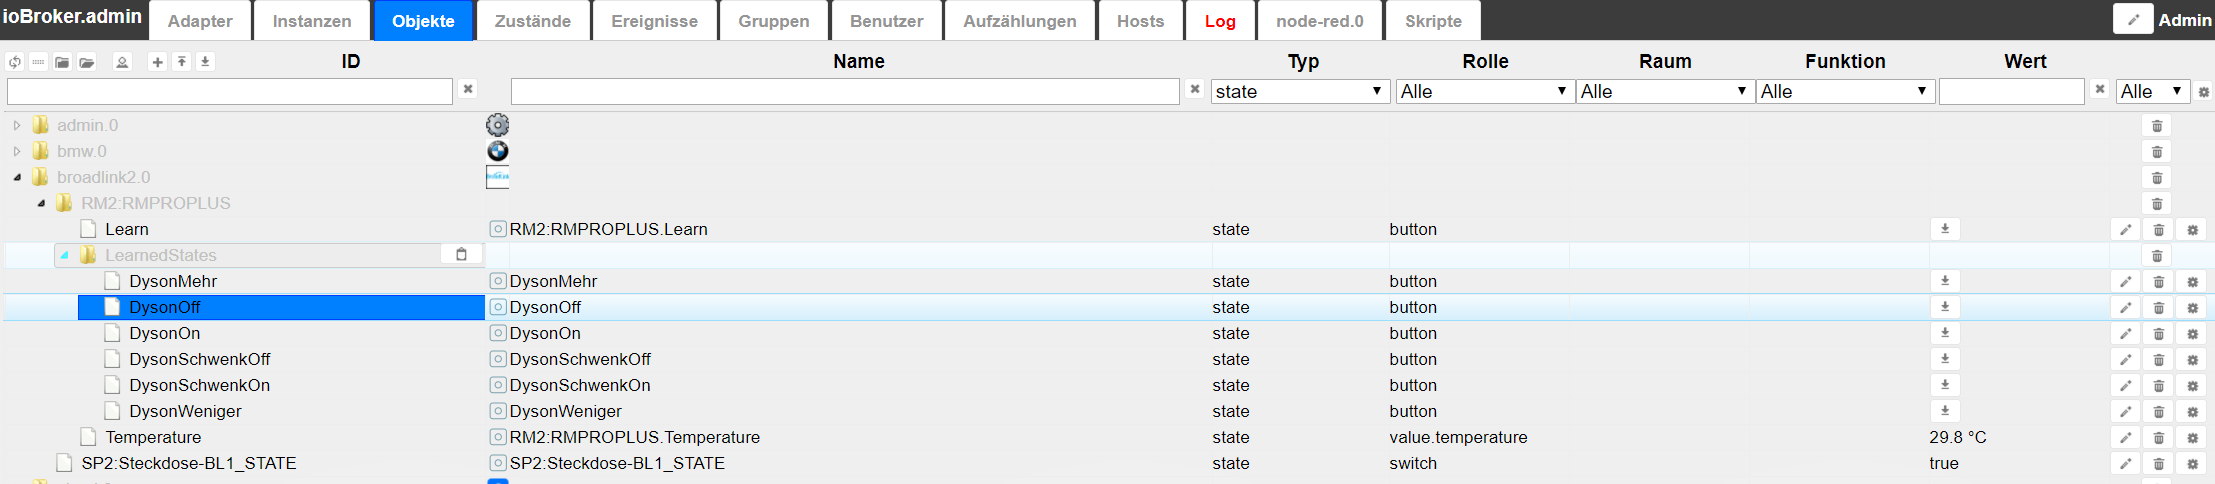 ioBroker.admin Adapter Instanzen Objekte Zustände Ereignisse Gruppen Benutzer Aufzählungen Hosts Log node-red.0 Skripte Admin
ID Name Typ Rolle Raum Funktion Wert
state Alle Alle Alle Alle
admin.0
bmw.0
broadlink2.0
RM2:RMPROPLUS
Learn RM2:RMPROPLUS.Learn state button
LearnedStates
DysonMehr DysonMehr state button
DysonOff DysonOff state button
DysonOn DysonOn state button
DysonSchwenkOff DysonSchwenkOff state button
DysonSchwenkOn DysonSchwenkOn state button
DysonWeniger DysonWeniger state button
Temperature RM2:RMPROPLUS.Temperature state value.temperature 29.8 °C
SP2:Steckdose-BL1_STATE SP2:Steckdose-BL1_STATE state switch true